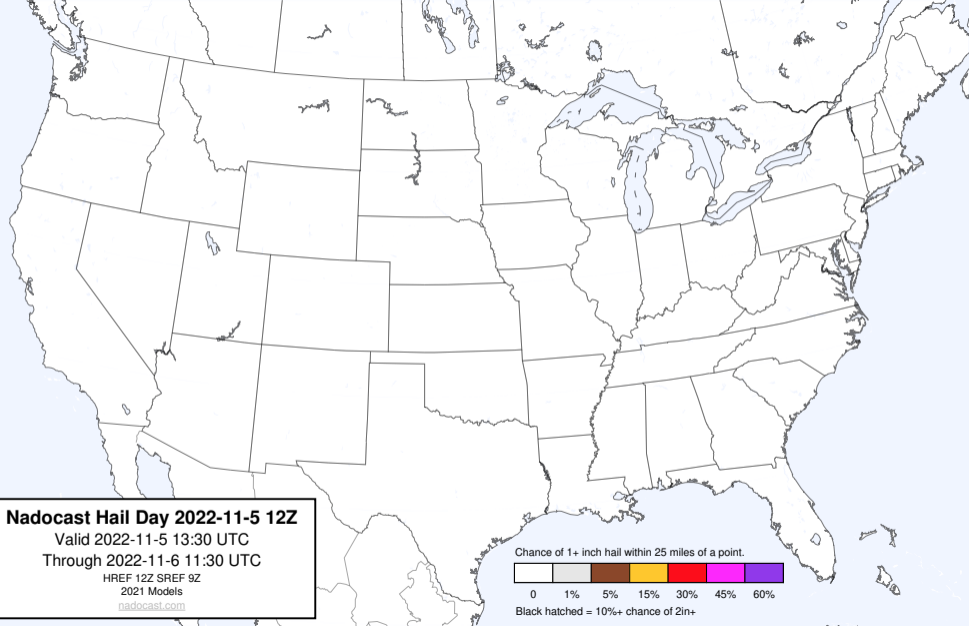 Nadocast Hail Day 2022-11-5 12Z
Valid 2022-11-5 13:30 UTC
Through 2022-11-6 11:30 UTC
HREF 12Z SREF 9Z
2021 Models
nadocast.com
Chance of 1+ inch hail within 25 miles of a point.
0 1% 5% 15% 30% 45% 60%
Black hatched = 10%+ chance of 2in+